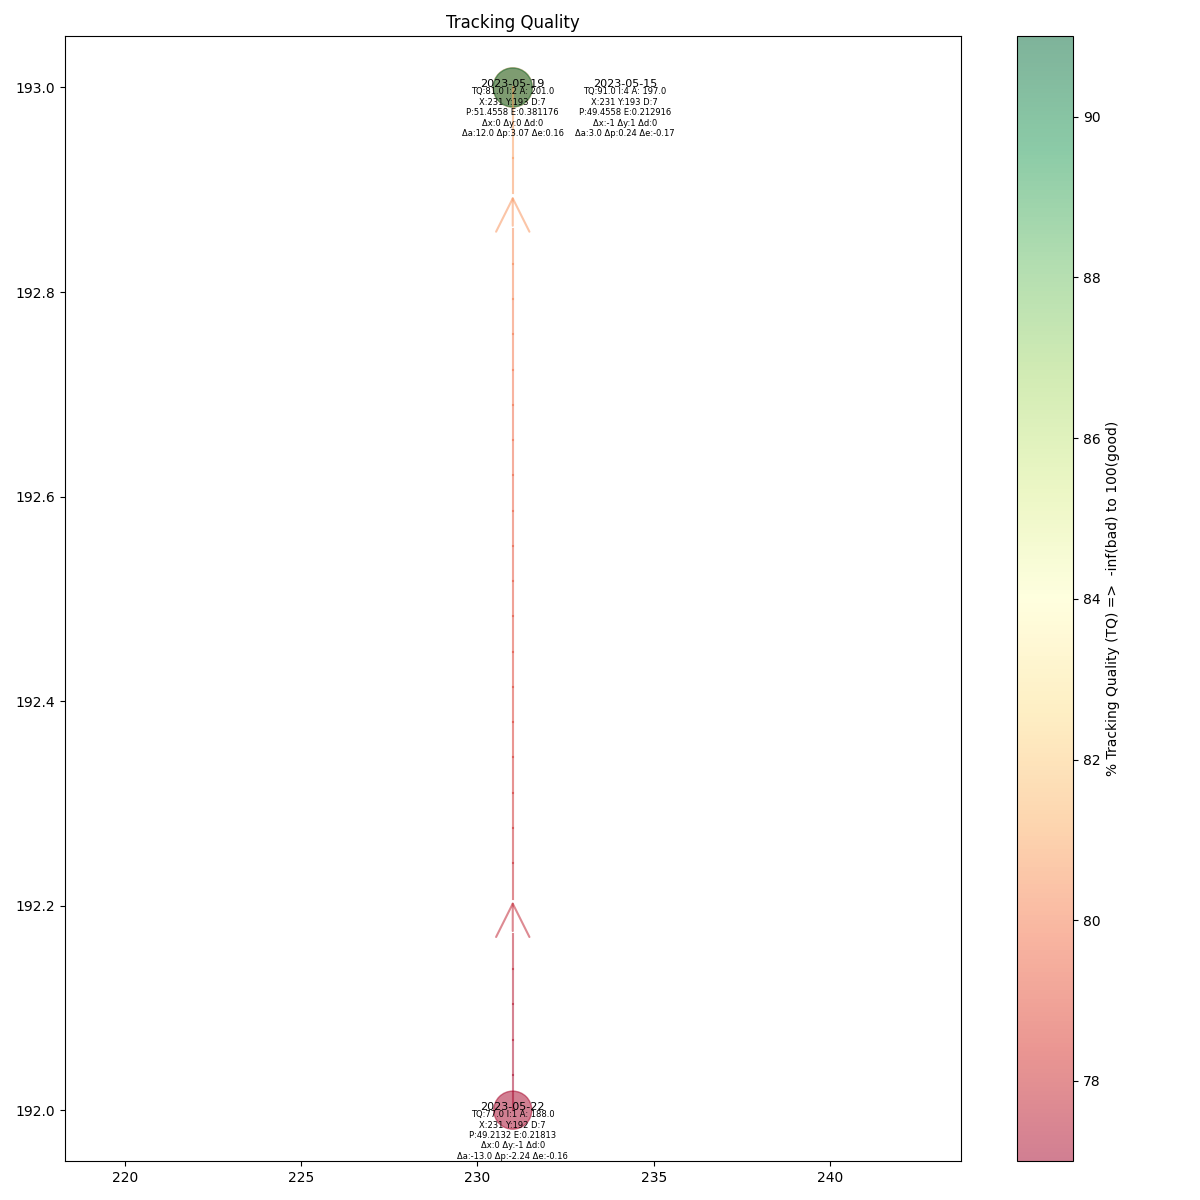 Tracking Quality
193.0
192.8
192.6
192.4
192.2
192.0
220
225
230
235
240
2023-05-19
TQ:81.0 I:2 A: 201.0
X:231 Y:193 D:7
P:51.4558 E:0.381176
Δx:0 Δy:0 Δd:0
Δa:12.0 Δp:3.07 Δe:0.16
2023-05-15
TQ:91.0 I:4 A: 197.0
X:231 Y:193 D:7
P:49.4558 E:0.212916
Δx:-1 Δy:1 Δd:0
Δa:3.0 Δp:0.24 Δe:-0.17
2023-05-22
TQ:77.0 I:1 A: 188.0
X:231 Y:192 D:7
P:49.2132 E:0.21813
Δx:0 Δy:-1 Δd:0
Δa:-13.0 Δp:-2.24 Δe:-0.16
90
88
86
84
82
80
78
% Tracking Quality (TQ) => -inf(bad) to 100(good)